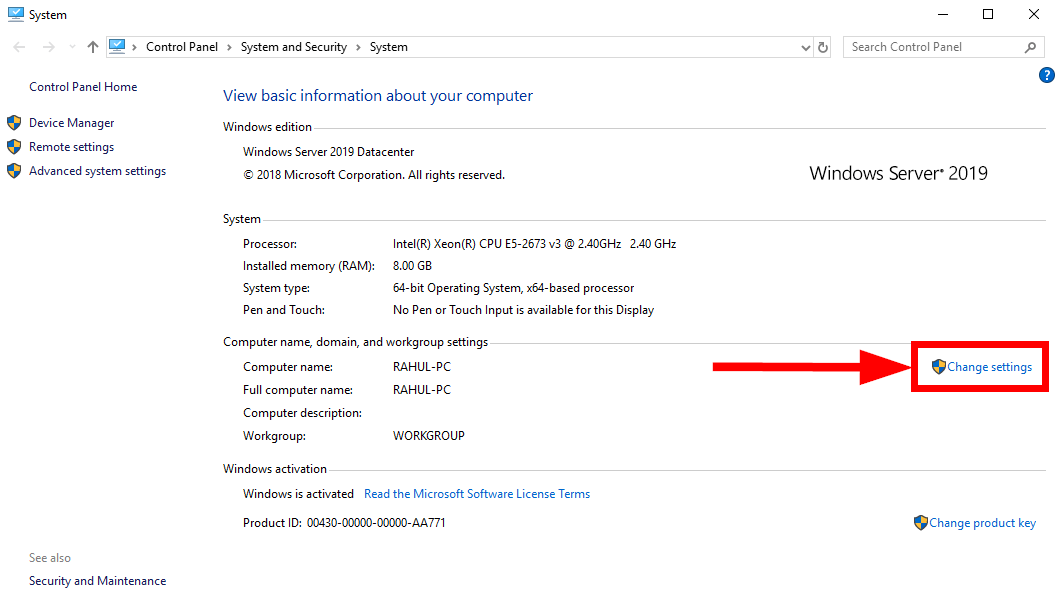 System
Control Panel › System and Security › System
Search Control Panel
?
Control Panel Home
Device Manager
Remote settings
Advanced system settings
View basic information about your computer
Windows edition
Windows Server 2019 Datacenter
© 2018 Microsoft Corporation. All rights reserved.
Windows Server® 2019
System
Processor: Intel(R) Xeon(R) CPU E5-2673 v3 @ 2.40GHz 2.40 GHz
Installed memory (RAM): 8.00 GB
System type: 64-bit Operating System, x64-based processor
Pen and Touch: No Pen or Touch Input is available for this Display
Computer name, domain, and workgroup settings
Computer name: RAHUL-PC
Change settings
Full computer name: RAHUL-PC
Computer description:
Workgroup: WORKGROUP
Windows activation
Windows is activated Read the Microsoft Software License Terms
Product ID: 00430-00000-00000-AA771
Change product key
See also
Security and Maintenance